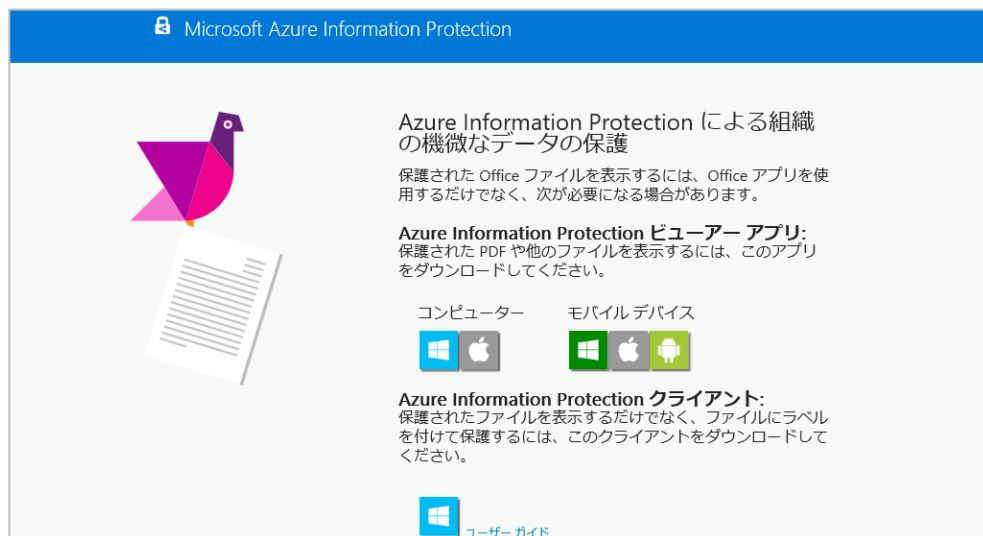 Microsoft Azure Information Protection
Azure Information Protection による組織
の機微なデータの保護
保護された Office ファイルを表示するには、Office アプリを使
用するだけでなく、次が必要になる場合があります。
Azure Information Protection ビューアー アプリ:
保護された PDF や他のファイルを表示するには、このアプリ
をダウンロードしてください。
コンピューター モバイル デバイス
Azure Information Protection クライアント:
保護されたファイルを表示するだけでなく、ファイルにラベル
を付けて保護するには、このクライアントをダウンロードして
ください。
ユーザー ガイド